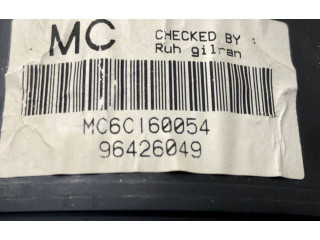 MC
CHECKED BY :
Ruh gilran
MC6C160054
96426049